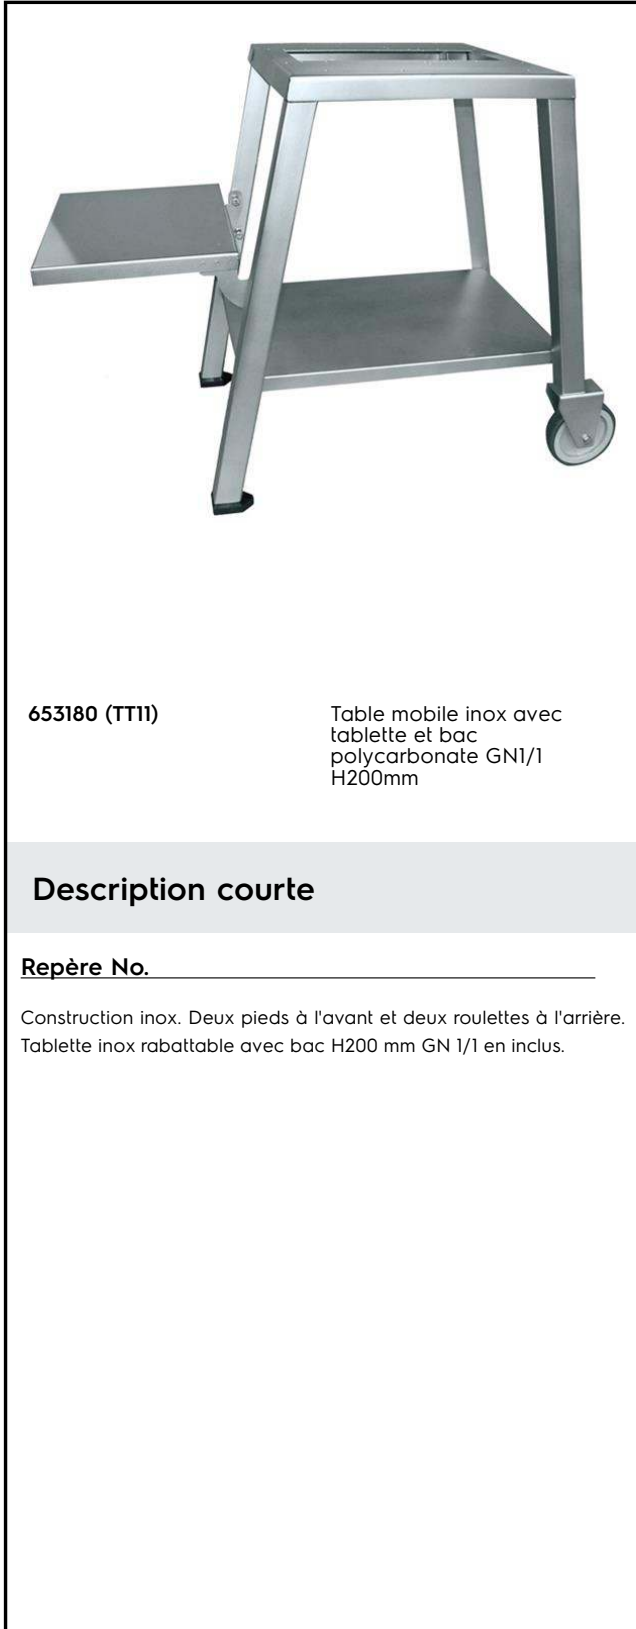 653180 (TT11)
Table mobile inox avec
tablette et bac
polycarbonate GN1/1
H200mm
Description courte
Repère No.
Construction inox. Deux pieds à l'avant et deux roulettes à l'arrière.
Tablette inox rabattable avec bac H200 mm GN 1/1 en inclus.